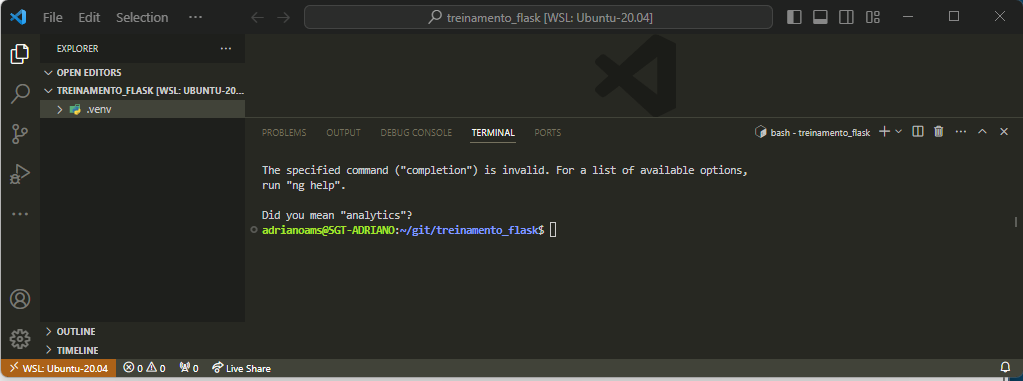 File Edit Selection ···
treinamento_flask [WSL: Ubuntu-20.04]
EXPLORER ···
OPEN EDITORS
TREINAMENTO_FLASK [WSL: UBUNTU-20...
.venv
OUTLINE
TIMELINE
PROBLEMS OUTPUT DEBUG CONSOLE TERMINAL PORTS
bash - treinamento_flask
The specified command ("completion") is invalid. For a list of available options,
run "ng help".
Did you mean "analytics"?
adrianoams@SGT-ADRIANO:~/git/treinamento_flask$
WSL: Ubuntu-20.04 0 0 0 Live Share